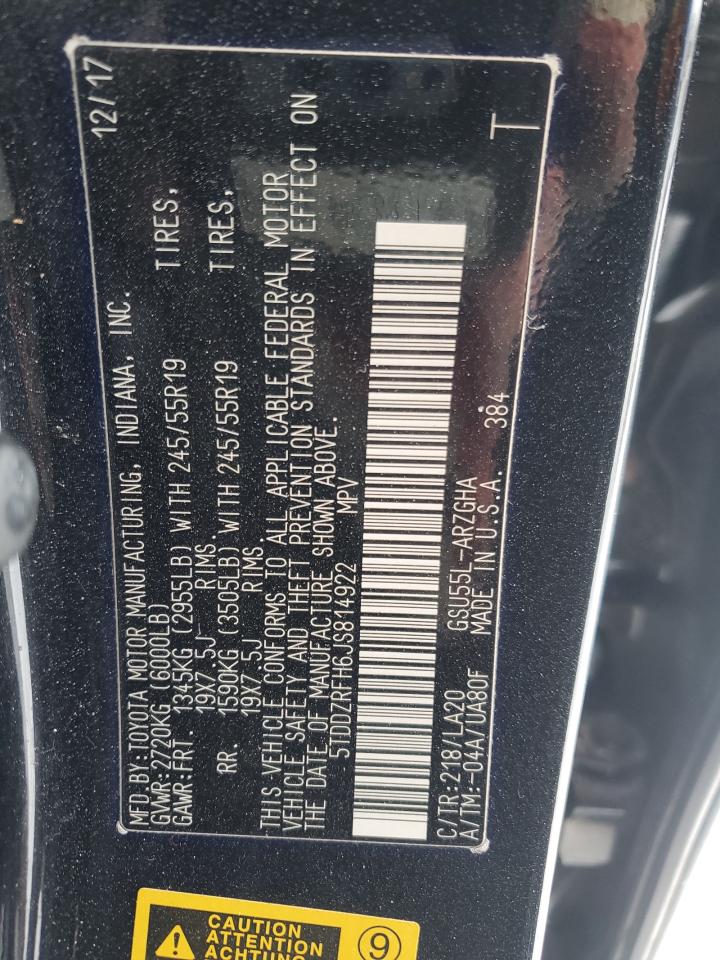 MFD.BY:TOYOTA MOTOR MANUFACTURING, INDIANA, INC. 12/17
GVWR:2720KG (6000LB)
GAWR:FRT. 1345KG (2955LB) WITH 245/55R19 TIRES,
19X7.5J RIMS.
RR. 1590KG (3505LB) WITH 245/55R19 TIRES,
19X7.5J RIMS.
THIS VEHICLE CONFORMS TO ALL APPLICABLE FEDERAL MOTOR
VEHICLE SAFETY AND THEFT PREVENTION STANDARDS IN EFFECT ON
THE DATE OF MANUFACTURE SHOWN ABOVE.
5TDDZRFH6JS814922 MPV
C/TR:218/LA20 GSU55L-ARZGHA
A/TM:-04A/UA80F MADE IN U.S.A. 384 T
CAUTION
ATTENTION
ACHTUNG
9